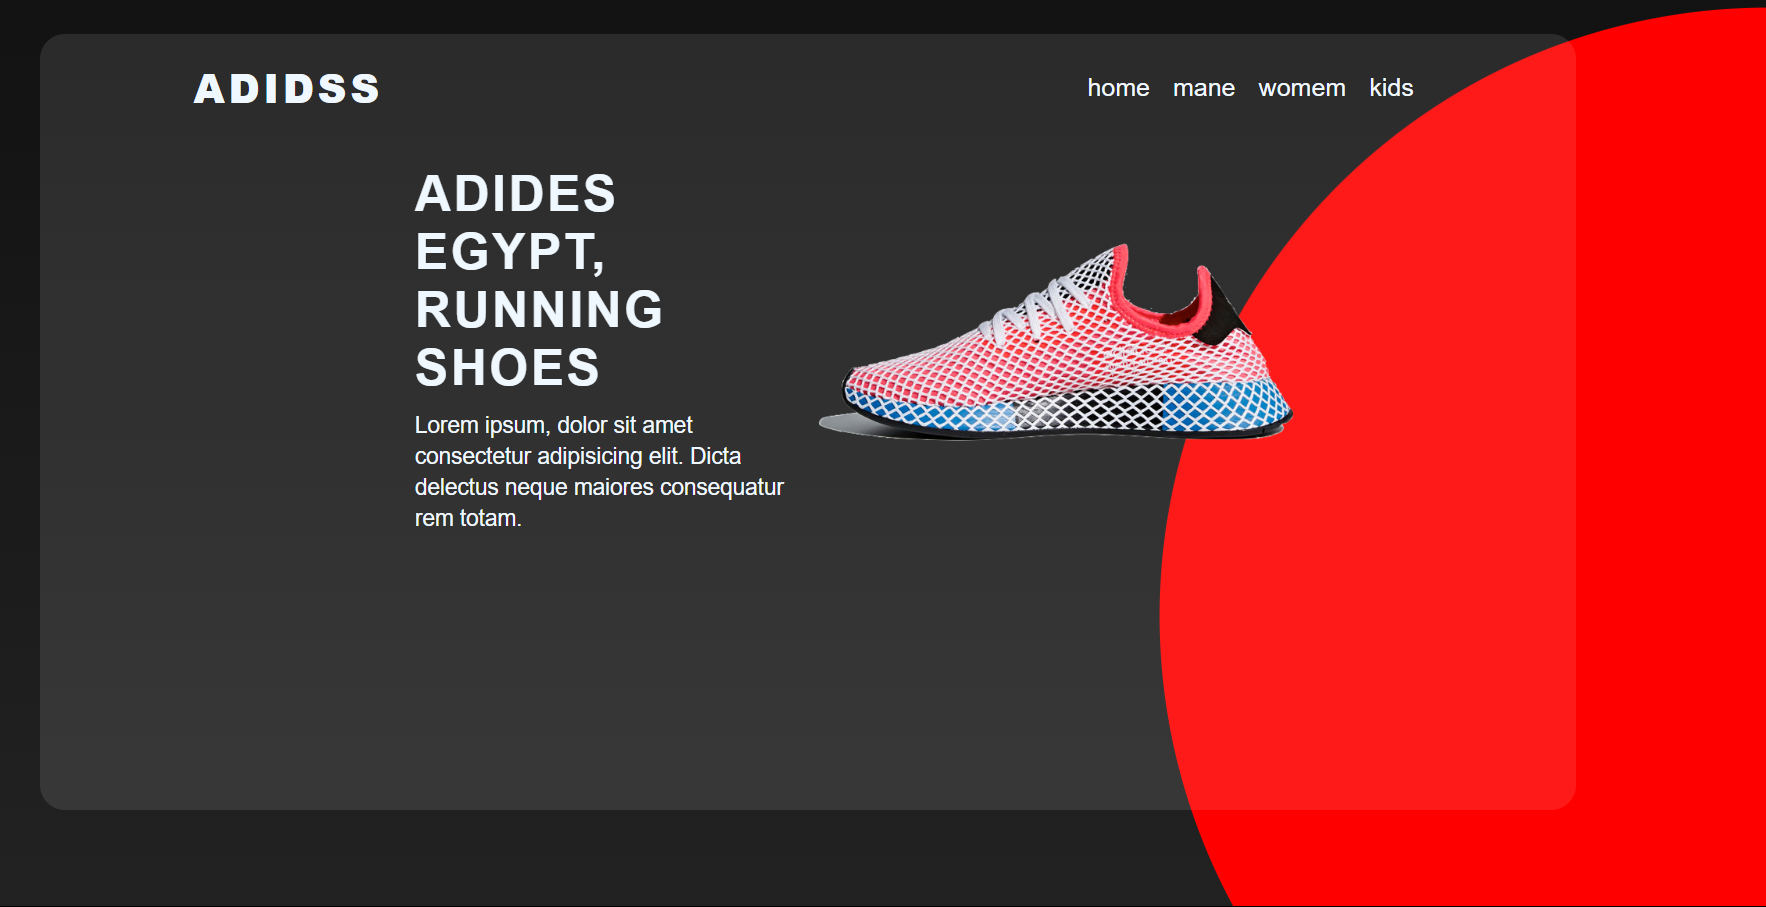 ADIDSS
home mane womem kids
ADIDES
EGYPT,
RUNNING
SHOES
Lorem ipsum, dolor sit amet
consectetur adipisicing elit. Dicta
delectus neque maiores consequatur
rem totam.